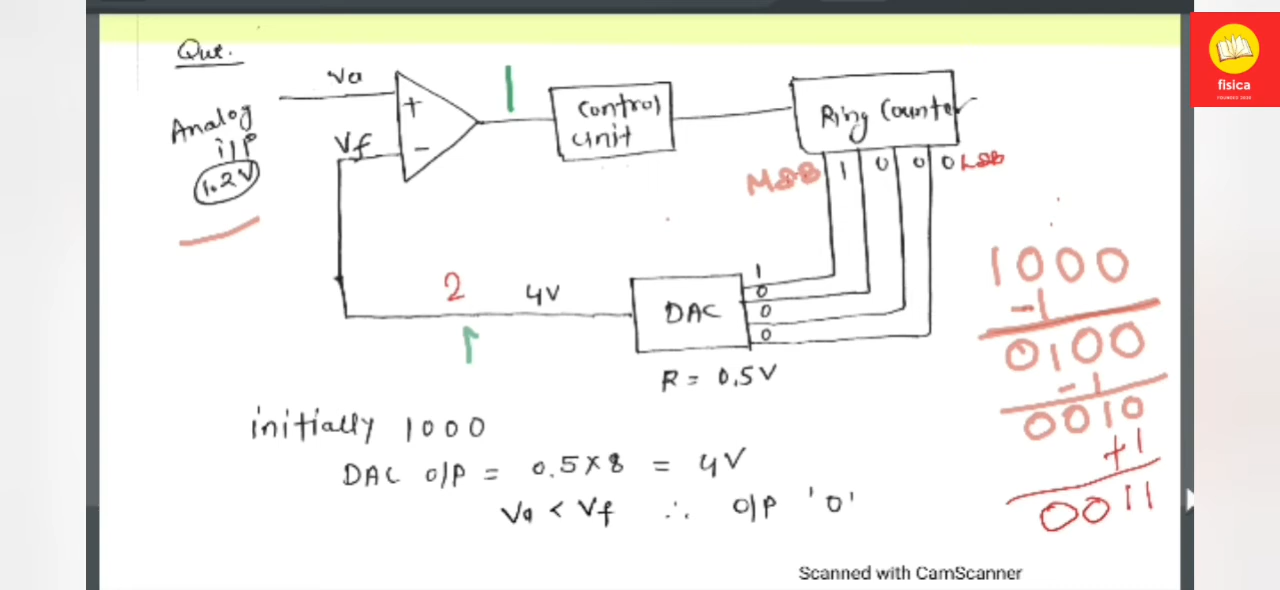 Que.
Va
Analog
i/p
1.2V
Vf
+
-
1
Control
unit
Ring Counter
MSB 1 0 0 0 LSB
2
4V
DAC
1
0
0
0
R = 0.5V
1000
-1
0100
-1
0010
+1
0011
initially 1000
DAC o/p = 0.5 x 8 = 4V
Va < Vf ∴ o/p '0'
Scanned with CamScanner
fisica